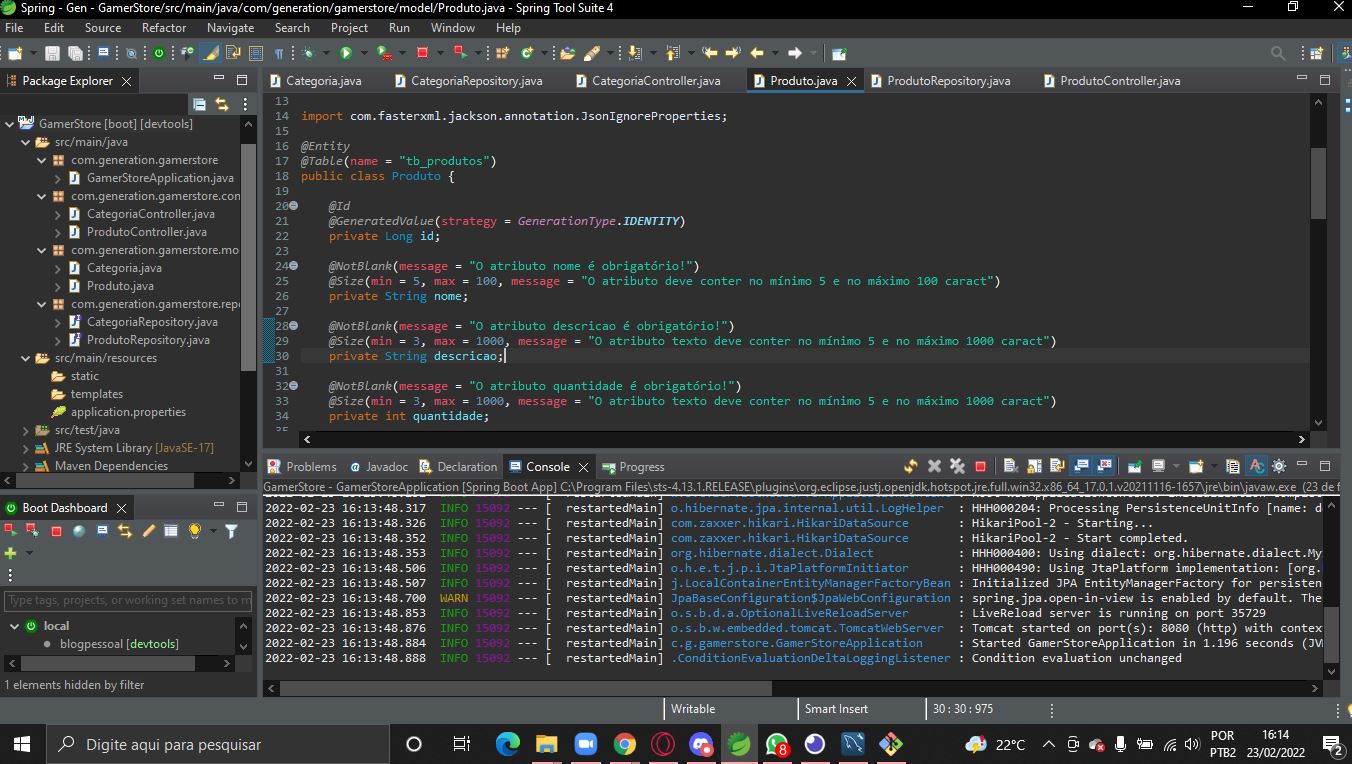 Spring - Gen - GamerStore/src/main/java/com/generation/gamerstore/model/Produto.java - Spring Tool Suite 4
File Edit Source Refactor Navigate Search Project Run Window Help
Package Explorer
GamerStore [boot] [devtools]
src/main/java
com.generation.gamerstore
GamerStoreApplication.java
com.generation.gamerstore.con
CategoriaController.java
ProdutoController.java
com.generation.gamerstore.mo
Categoria.java
Produto.java
com.generation.gamerstore.rep
CategoriaRepository.java
ProdutoRepository.java
src/main/resources
static
templates
application.properties
src/test/java
JRE System Library [JavaSE-17]
Maven Dependencies
Boot Dashboard
Type tags, projects, or working set names to m
local
blogpessoal [devtools]
1 elements hidden by filter
Categoria.java CategoriaRepository.java CategoriaController.java Produto.java ProdutoRepository.java ProdutoController.java
13
14 import com.fasterxml.jackson.annotation.JsonIgnoreProperties;
15
16 @Entity
17 @Table(name = "tb_produtos")
18 public class Produto {
19
20 @Id
21 @GeneratedValue(strategy = GenerationType.IDENTITY)
22 private Long id;
23
24 @NotBlank(message = "O atributo nome é obrigatório!")
25 @Size(min = 5, max = 100, message = "O atributo deve conter no mínimo 5 e no máximo 100 caract")
26 private String nome;
27
28 @NotBlank(message = "O atributo descricao é obrigatório!")
29 @Size(min = 3, max = 1000, message = "O atributo texto deve conter no mínimo 5 e no máximo 1000 caract")
30 private String descricao;
31
32 @NotBlank(message = "O atributo quantidade é obrigatório!")
33 @Size(min = 3, max = 1000, message = "O atributo texto deve conter no mínimo 5 e no máximo 1000 caract")
34 private int quantidade;
35
Problems Javadoc Declaration Console Progress
GamerStore - GamerStoreApplication [Spring Boot App] C:\Program Files\sts-4.13.1.RELEASE\plugins\org.eclipse.justj.openjdk.hotspot.jre.full.win32.x86_64_17.0.1.v20211116-1657\jre\bin\javaw.exe (23 de f
2022-02-23 16:13:48.317 INFO 15092 --- [ restartedMain] o.hibernate.jpa.internal.util.LogHelper : HHH000204: Processing PersistenceUnitInfo [name: d
2022-02-23 16:13:48.323 INFO 15092 --- [ restartedMain] com.zaxxer.hikari.HikariDataSource : HikariPool-2 - Starting...
2022-02-23 16:13:48.352 INFO 15092 --- [ restartedMain] com.zaxxer.hikari.HikariDataSource : HikariPool-2 - Start completed.
2022-02-23 16:13:48.353 INFO 15092 --- [ restartedMain] org.hibernate.dialect.Dialect : HHH000400: Using dialect: org.hibernate.dialect.My
2022-02-23 16:13:48.506 INFO 15092 --- [ restartedMain] o.h.e.t.j.p.i.JtaPlatformInitiator : HHH000490: Using JtaPlatform implementation: [org.
2022-02-23 16:13:48.507 INFO 15092 --- [ restartedMain] j.LocalContainerEntityManagerFactoryBean : Initialized JPA EntityManagerFactory for persisten
2022-02-23 16:13:48.700 WARN 15092 --- [ restartedMain] JpaBaseConfiguration$JpaWebConfiguration : spring.jpa.open-in-view is enabled by default. The
2022-02-23 16:13:48.853 INFO 15092 --- [ restartedMain] o.s.b.d.a.OptionalLiveReloadServer : LiveReload server is running on port 35729
2022-02-23 16:13:48.876 INFO 15092 --- [ restartedMain] o.s.b.w.embedded.tomcat.TomcatWebServer : Tomcat started on port(s): 8080 (http) with contex
2022-02-23 16:13:48.884 INFO 15092 --- [ restartedMain] c.g.gamerstore.GamerStoreApplication : Started GamerStoreApplication in 1.196 seconds (JV
2022-02-23 16:13:48.888 INFO 15092 --- [ restartedMain] .ConditionEvaluationDeltaLoggingListener : Condition evaluation unchanged
Writable Smart Insert 30 : 30 : 975
Digite aqui para pesquisar
8
22°C
POR
PTB2
16:14
23/02/2022
2